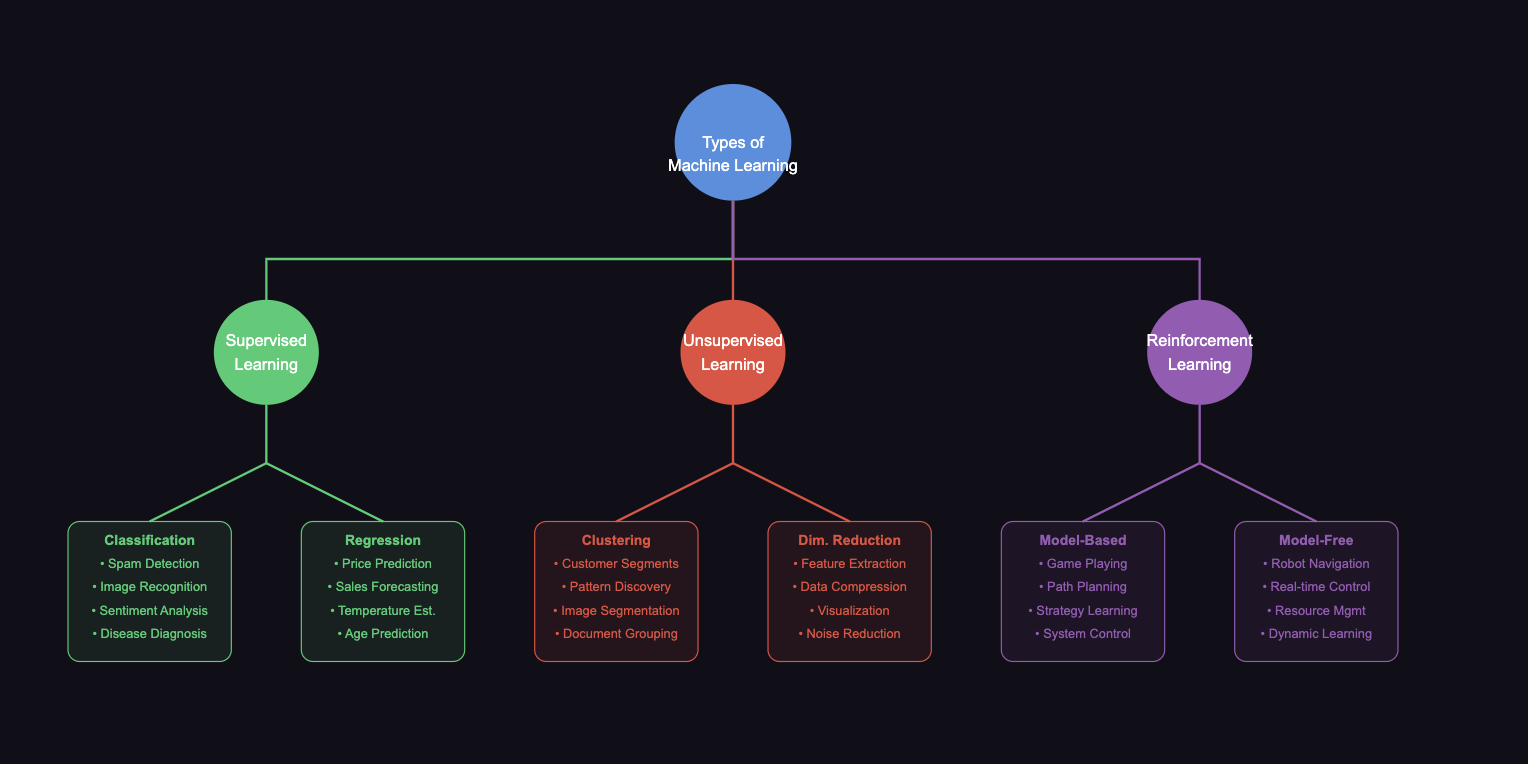 Types of
Machine Learning
Supervised
Learning
Unsupervised
Learning
Reinforcement
Learning
Classification
• Spam Detection
• Image Recognition
• Sentiment Analysis
• Disease Diagnosis
Regression
• Price Prediction
• Sales Forecasting
• Temperature Est.
• Age Prediction
Clustering
• Customer Segments
• Pattern Discovery
• Image Segmentation
• Document Grouping
Dim. Reduction
• Feature Extraction
• Data Compression
• Visualization
• Noise Reduction
Model-Based
• Game Playing
• Path Planning
• Strategy Learning
• System Control
Model-Free
• Robot Navigation
• Real-time Control
• Resource Mgmt
• Dynamic Learning